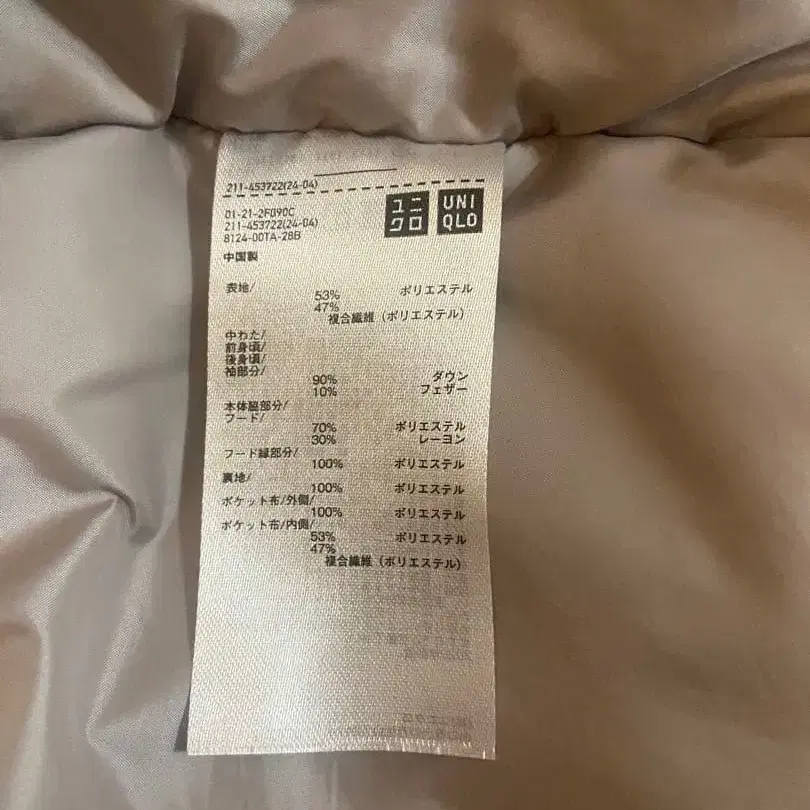 211-453722(24-04)
01-21-2F090C
211-453722(24-04)
8124-00TA-28B
ユニ
クロ
UNI
QLO
中国製
表地/
53% ポリエステル
47%
複合繊維 (ポリエステル)
中わた/
前身頃/
後身頃/
袖部分/
90% ダウン
10% フェザー
本体脇部分/
フード/
70% ポリエステル
30% レーヨン
フード縁部分/
100% ポリエステル
裏地/
100% ポリエステル
ポケット布/外側/
100% ポリエステル
ポケット布/内側/
53% ポリエステル
47%
複合繊維 (ポリエステル)